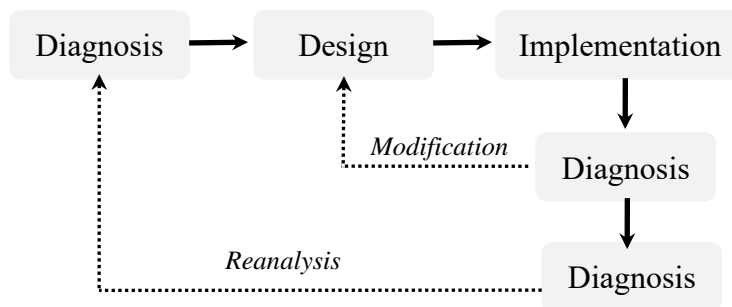 Diagnosis
Design
Implementation
Modification
Diagnosis
Reanalysis
Diagnosis